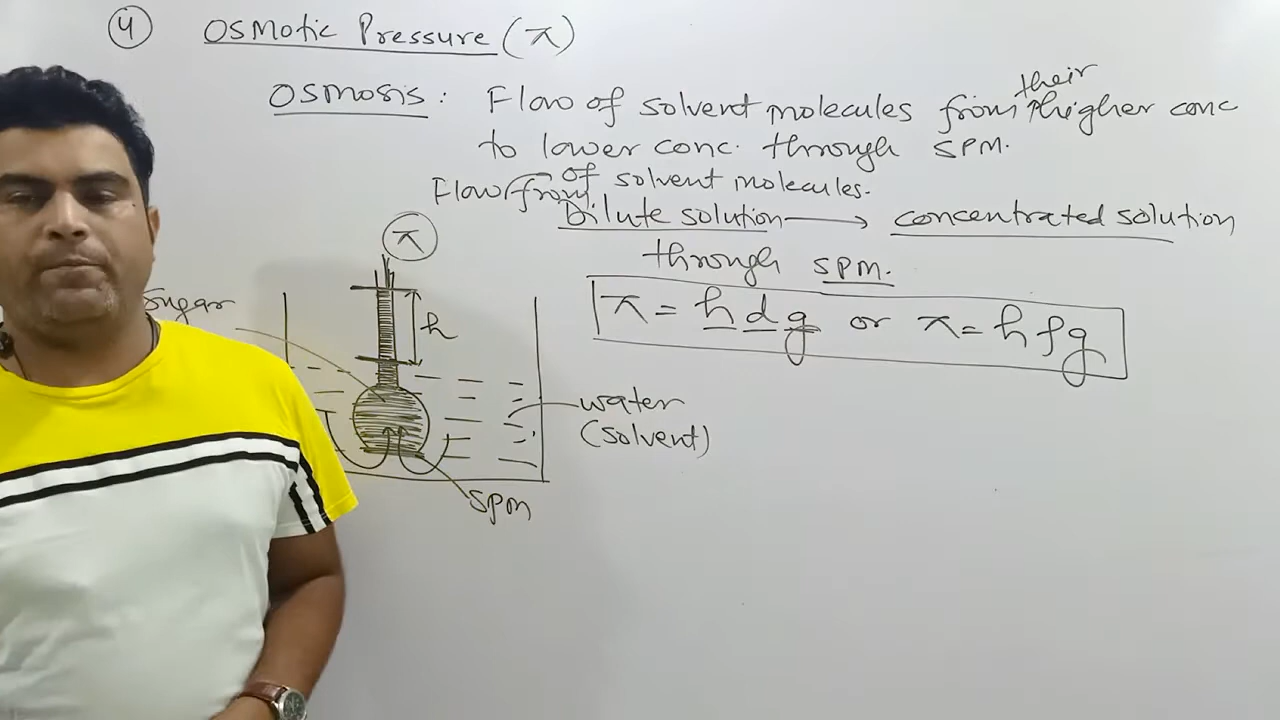 ④ Osmotic Pressure (π)
Osmosis: Flow of solvent molecules from their higher conc
to lower conc. through SPM.
Flow of solvent molecules.
from Dilute solution → concentrated solution
through SPM.
π
π = h d g or π = h ρ g
Sugar
h
water
(solvent)
SPM